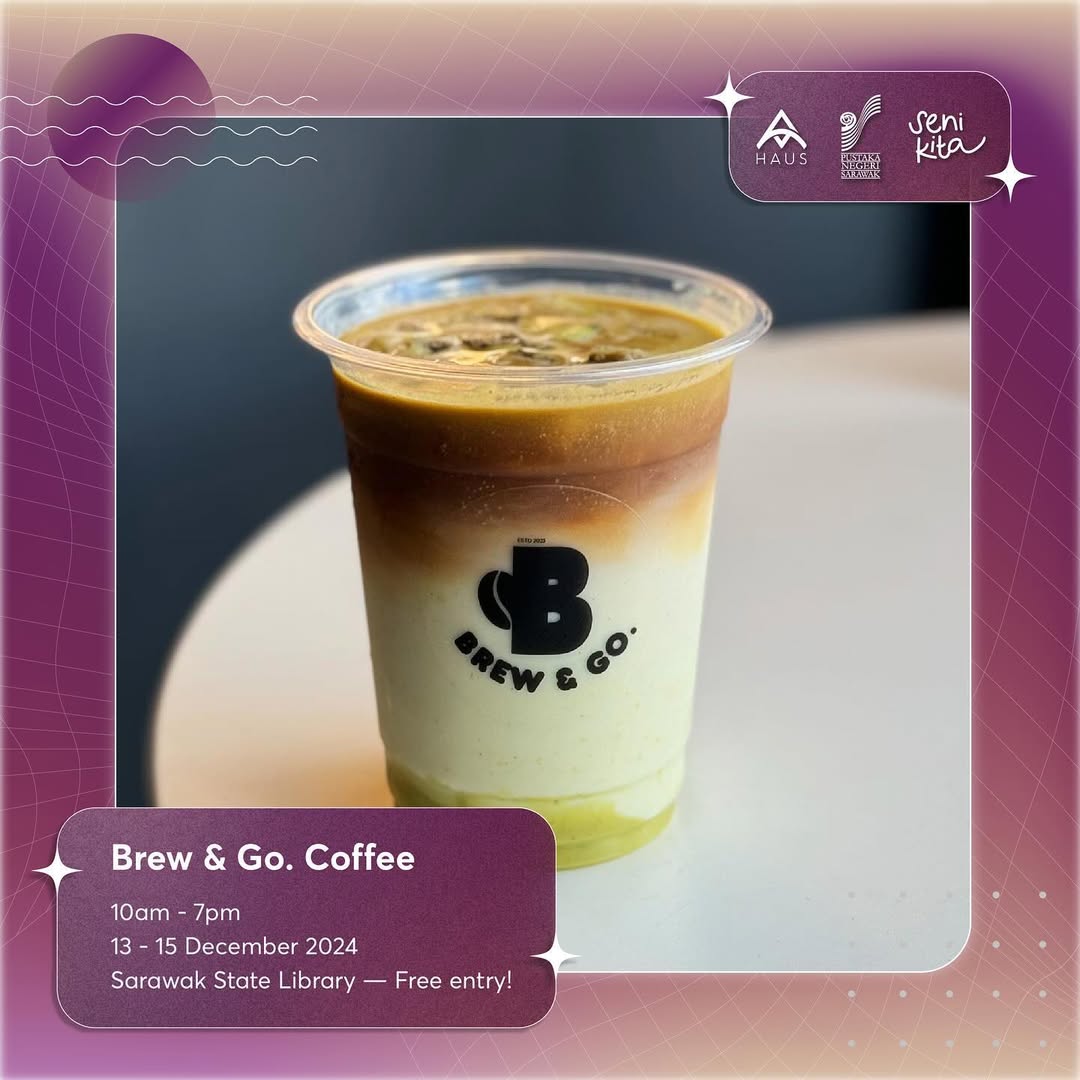 HAUS
PUSTAKA
NEGERI
SARAWAK
seni
kita
ESTD 2023
B
BREW & GO.
Brew & Go. Coffee
10am - 7pm
13 - 15 December 2024
Sarawak State Library — Free entry!